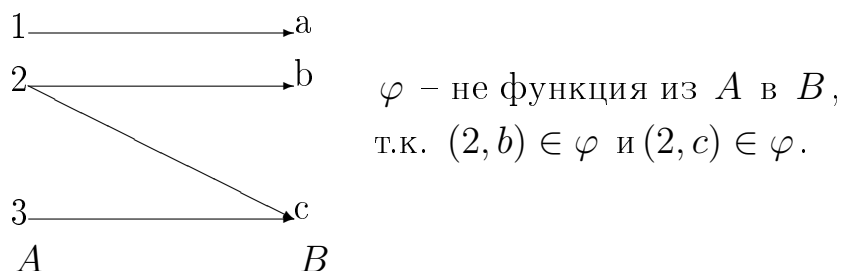 1 a
2 b
φ – не функция из A в B,
т.к. (2, b) ∈ φ и (2, c) ∈ φ.
3 c
A B